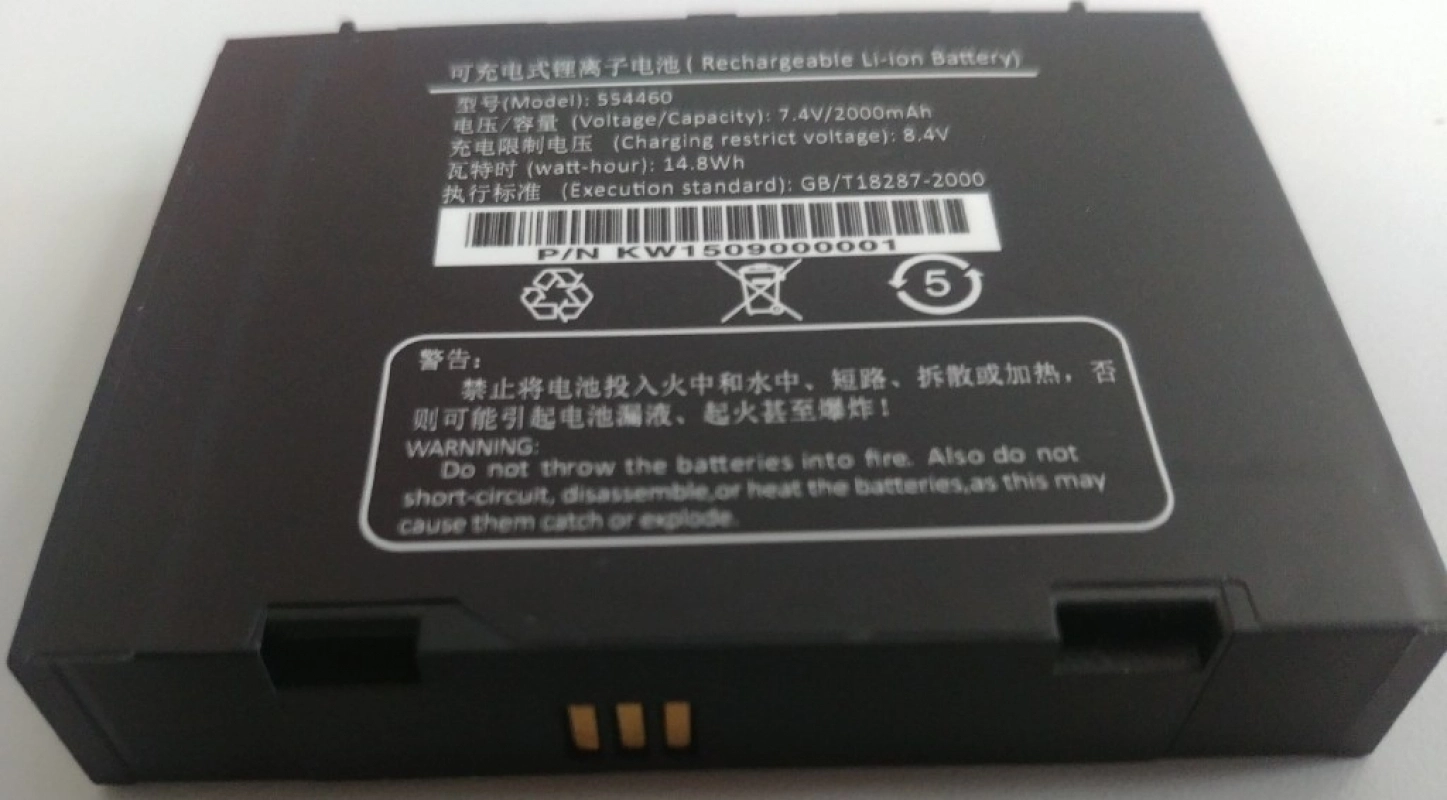 可充电式锂离子电池 ( Rechargeable Li-ion Battery)
型号(Model): 554460
电压/容量 (Voltage/Capacity): 7.4V/2000mAh
充电限制电压 (Charging restrict voltage): 8.4V
瓦特时 (watt-hour): 14.8Wh
执行标准 (Execution standard): GB/T18287-2000
P/N KW1509000001
5
警告:
禁止将电池投入火中和水中、短路、拆散或加热，否
则可能引起电池漏液、起火甚至爆炸！
WARNNING:
Do not throw the batteries into fire. Also do not
short-circuit, disassemble,or heat the batteries,as this may
cause them catch or explode.